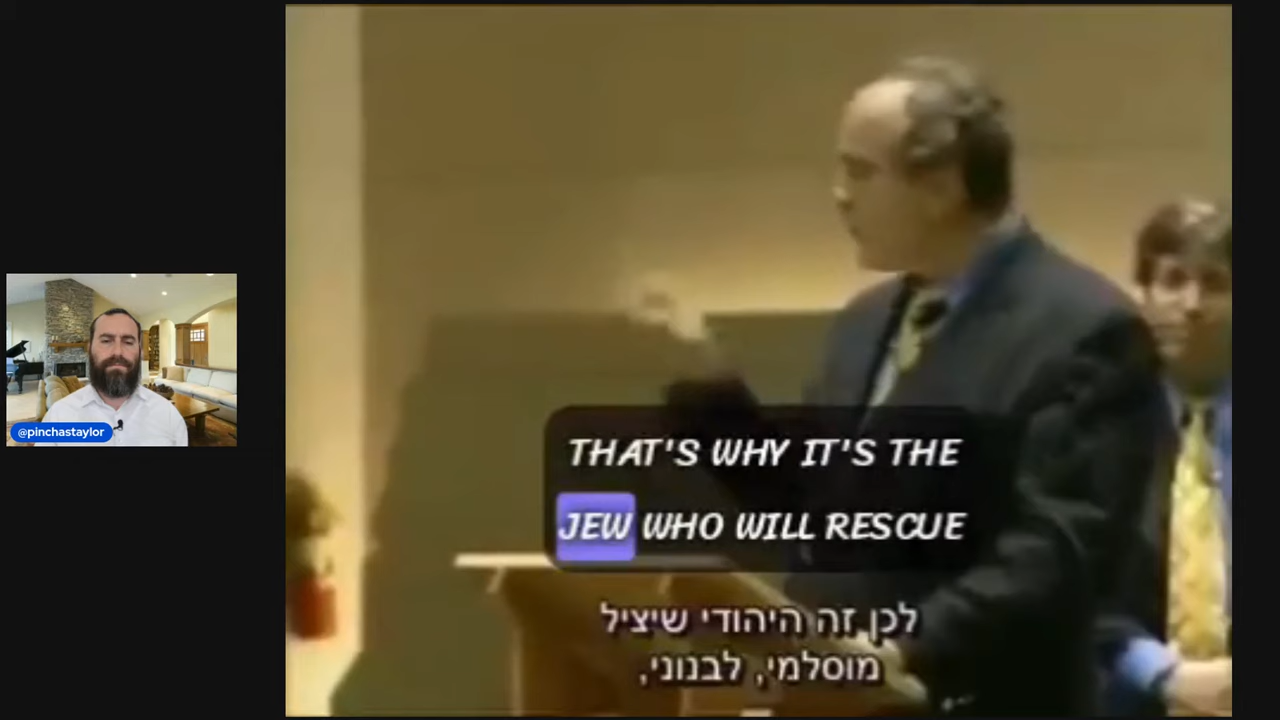 @pinchastaylor
THAT'S WHY IT'S THE
JEW WHO WILL RESCUE
לכן זה היהודי שיציל
מוסלמי, לבנוני,